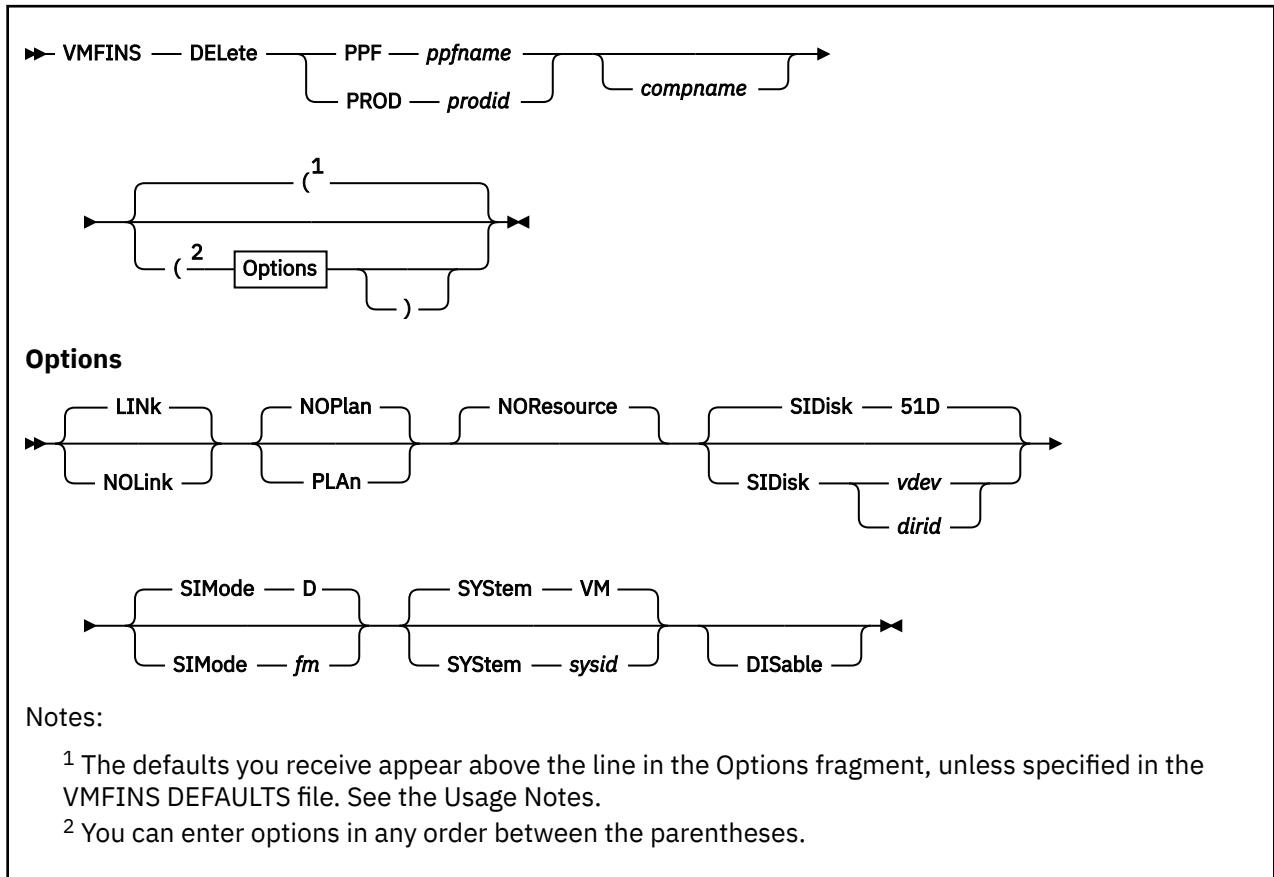 VMFINS DELete PPF ppfname
PROD prodid compname
( 1
( 2 Options )
Options
LINk NOPlan NOResource SIDisk 51D
NOLink PLAn SIDisk vdev
dirid
SIMode D SYStem VM
SIMode fm SYStem sysid DISable
Notes:
1 The defaults you receive appear above the line in the Options fragment, unless specified in the
VMFINS DEFAULTS file. See the Usage Notes.
2 You can enter options in any order between the parentheses.